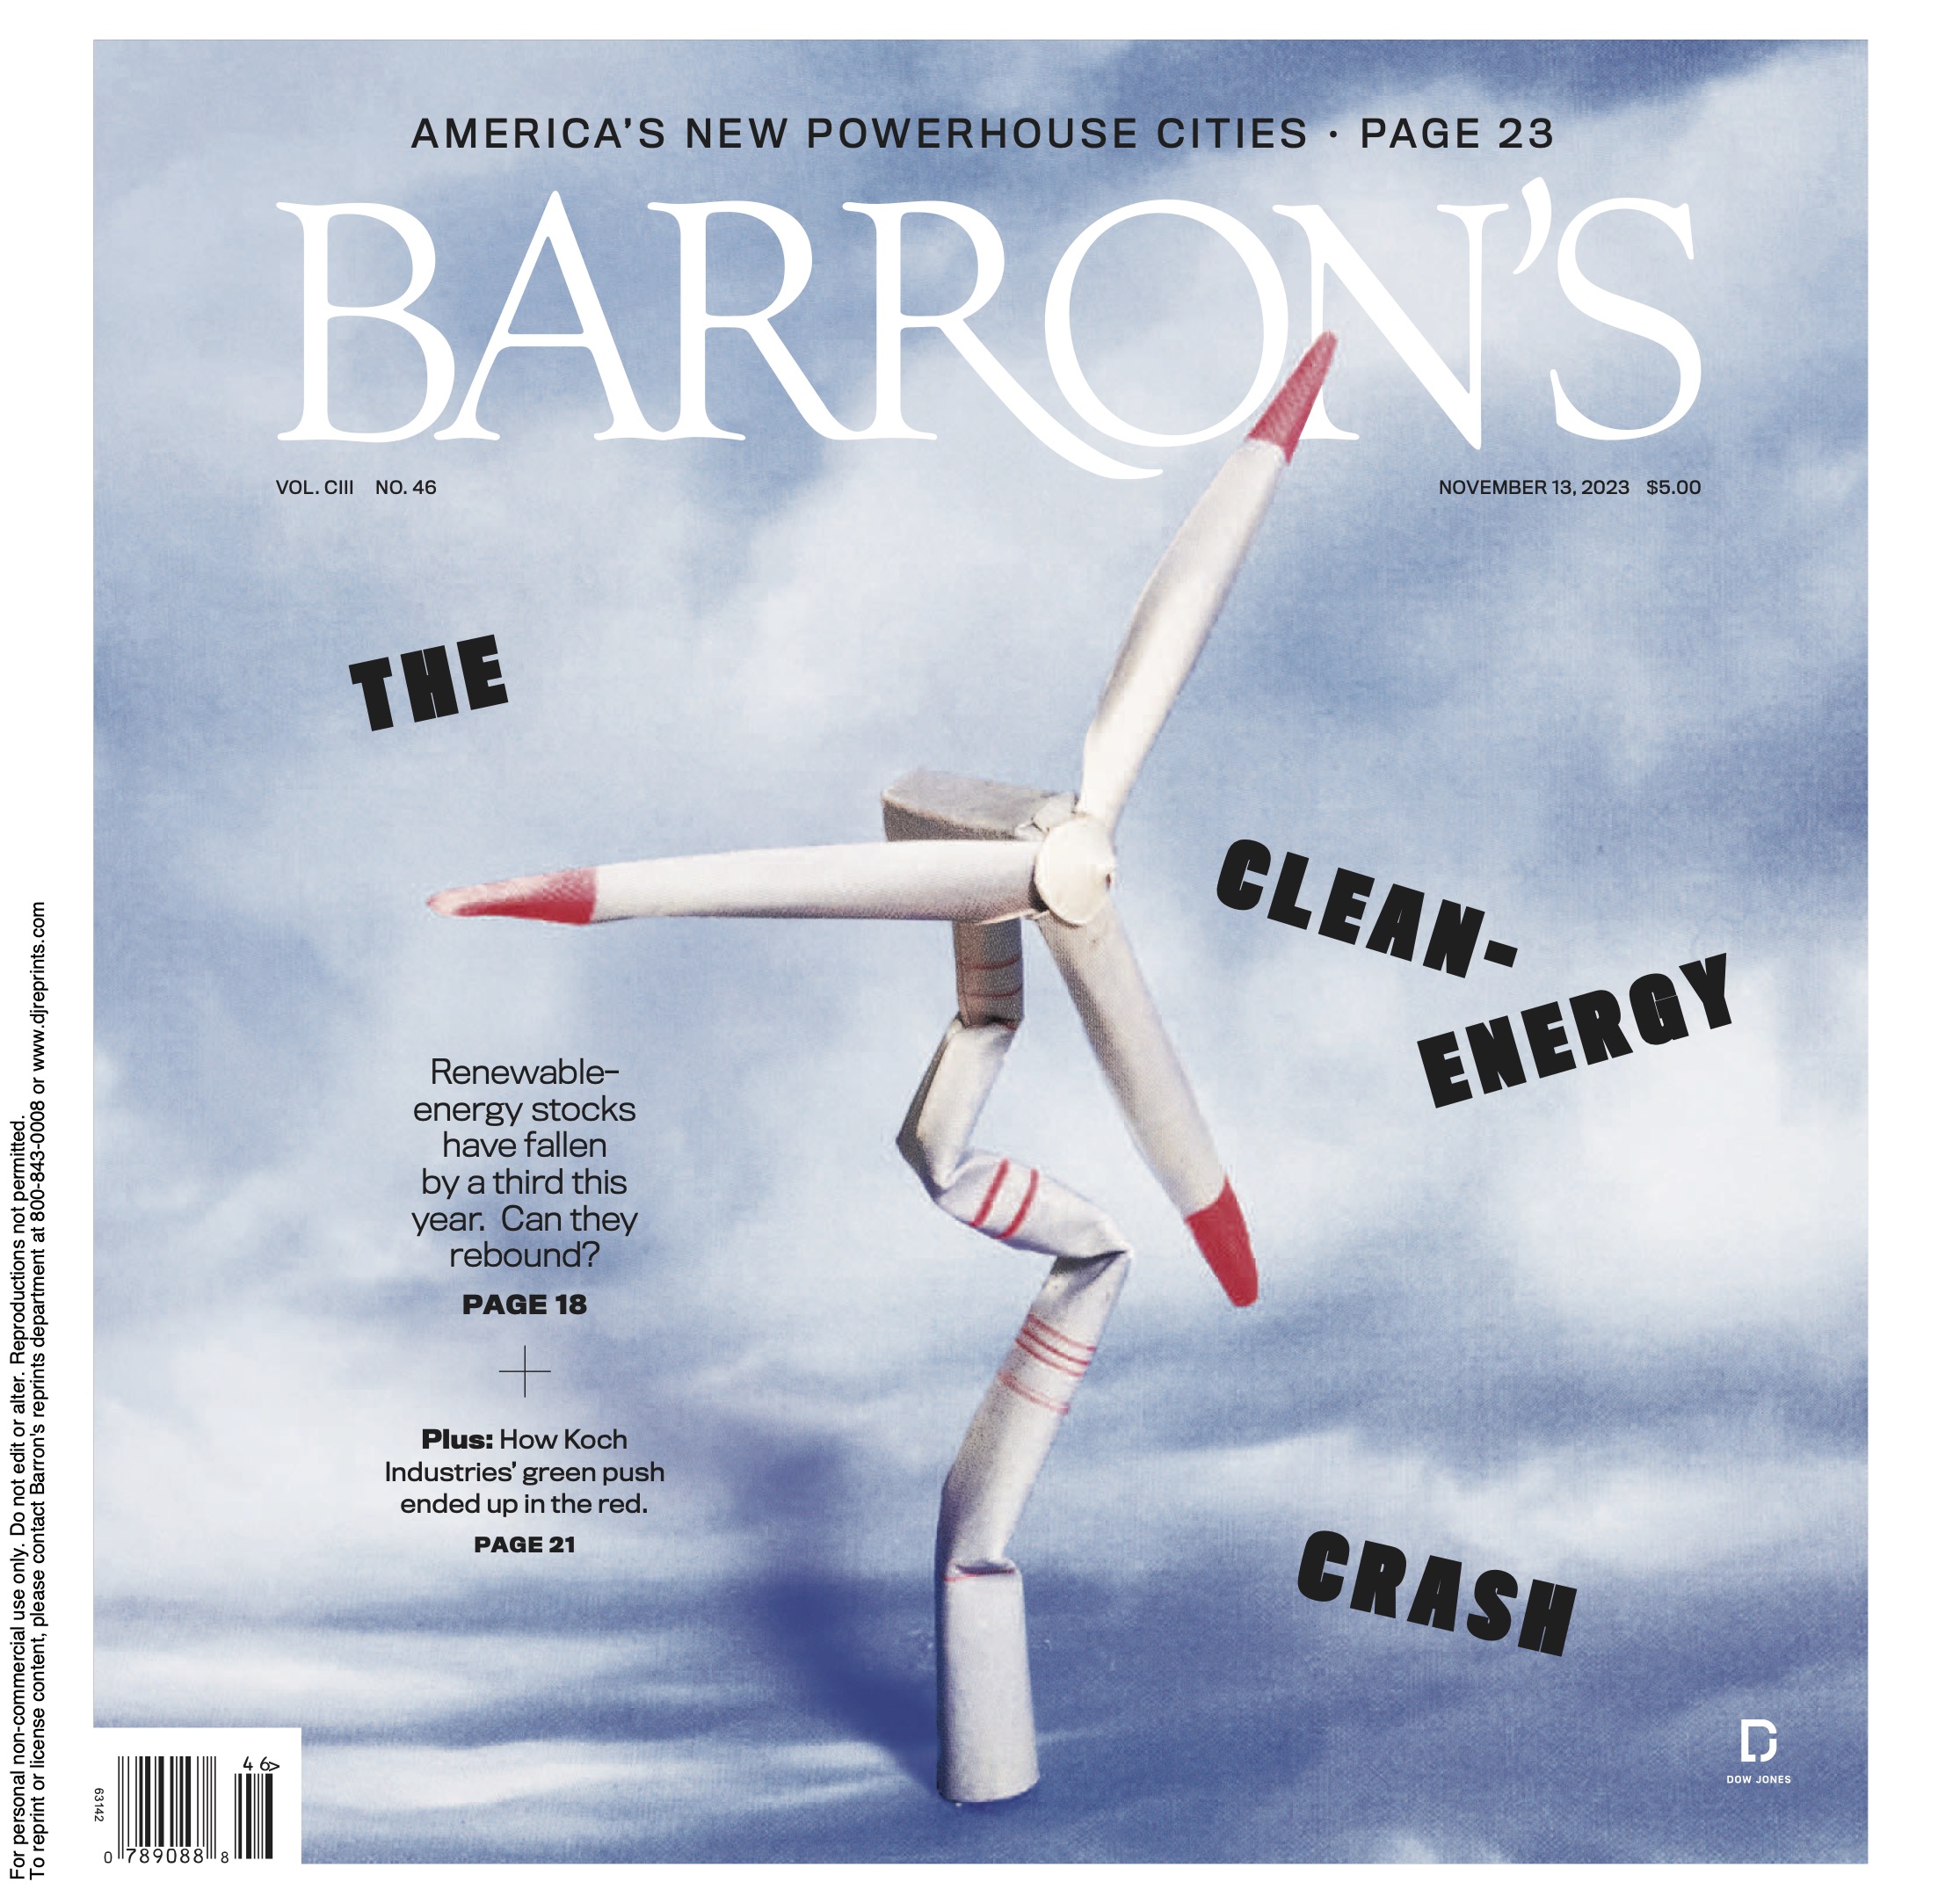 AMERICA’S NEW POWERHOUSE CITIES · PAGE 23
BARRON’S
VOL. CIII NO. 46
NOVEMBER 13, 2023 $5.00
THE
CLEAN-
ENERGY
CRASH
Renewable-
energy stocks
have fallen
by a third this
year. Can they
rebound?
PAGE 18
Plus: How Koch
Industries’ green push
ended up in the red.
PAGE 21
DOW JONES
46>
63142
0 789088 8
For personal non-commercial use only. Do not edit or alter. Reproductions not permitted.
To reprint or license content, please contact Barron's reprints department at 800-843-0008 or www.djreprints.com